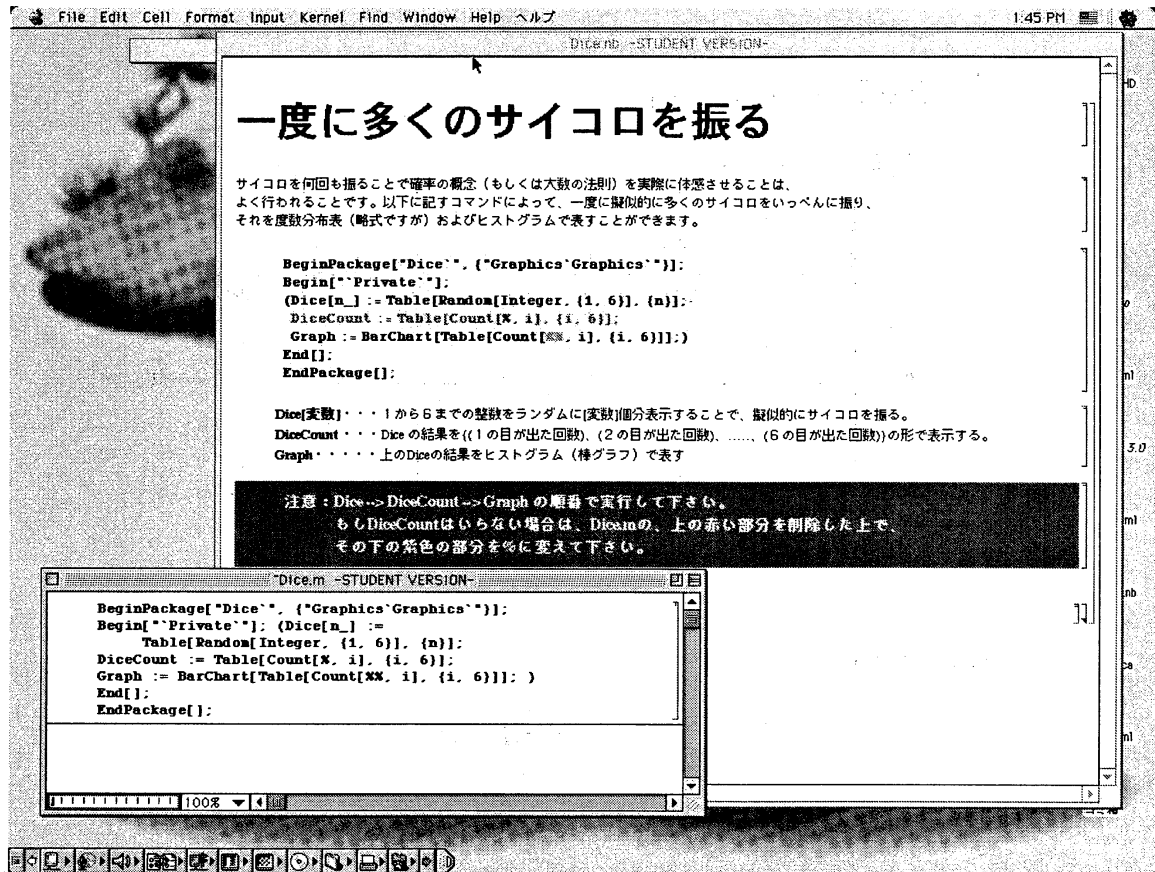 File Edit Cell Format Input Kernel Find Window Help ヘルプ 1:45 PM
Dice.nb -STUDENT VERSION-
HD
一度に多くのサイコロを振る
サイコロを何回も振ることで確率の概念（もしくは大数の法則）を実際に体感させることは、
よく行われることです。以下に記すコマンドによって、一度に擬似的に多くのサイコロをいっぺんに振り、
それを度数分布表（略式ですが）およびヒストグラムで表すことができます。
BeginPackage["Dice`", {"Graphics`Graphics`"}];
Begin["`Private`"];
(Dice[n_] := Table[Random[Integer, {1, 6}], {n}];
DiceCount := Table[Count[%, i], {i, 6}];
Graph := BarChart[Table[Count[%%, i], {i, 6}]];)
End[];
EndPackage[];
Dice[変数]・・・１から６までの整数をランダムに[変数]個分表示することで、擬似的にサイコロを振る。
DiceCount・・・Dice の結果を{(１の目が出た回数)、(２の目が出た回数)、……、(６の目が出た回数)}の形で表示する。
Graph・・・・・上のDiceの結果をヒストグラム（棒グラフ）で表す
注意：Dice-->DiceCount-->Graph の順番で実行して下さい。
もしDiceCountはいらない場合は、Dice.mの、上の赤い部分を削除した上で、
その下の紫色の部分を%に変えて下さい。
ml
3.0
ml
nb
ca
ml
Dice.m -STUDENT VERSION-
BeginPackage["Dice`", {"Graphics`Graphics`"}];
Begin["`Private`"]; (Dice[n_] :=
Table[Random[Integer, {1, 6}], {n}];
DiceCount := Table[Count[%, i], {i, 6}];
Graph := BarChart[Table[Count[%%, i], {i, 6}]]; )
End[];
EndPackage[];
100%